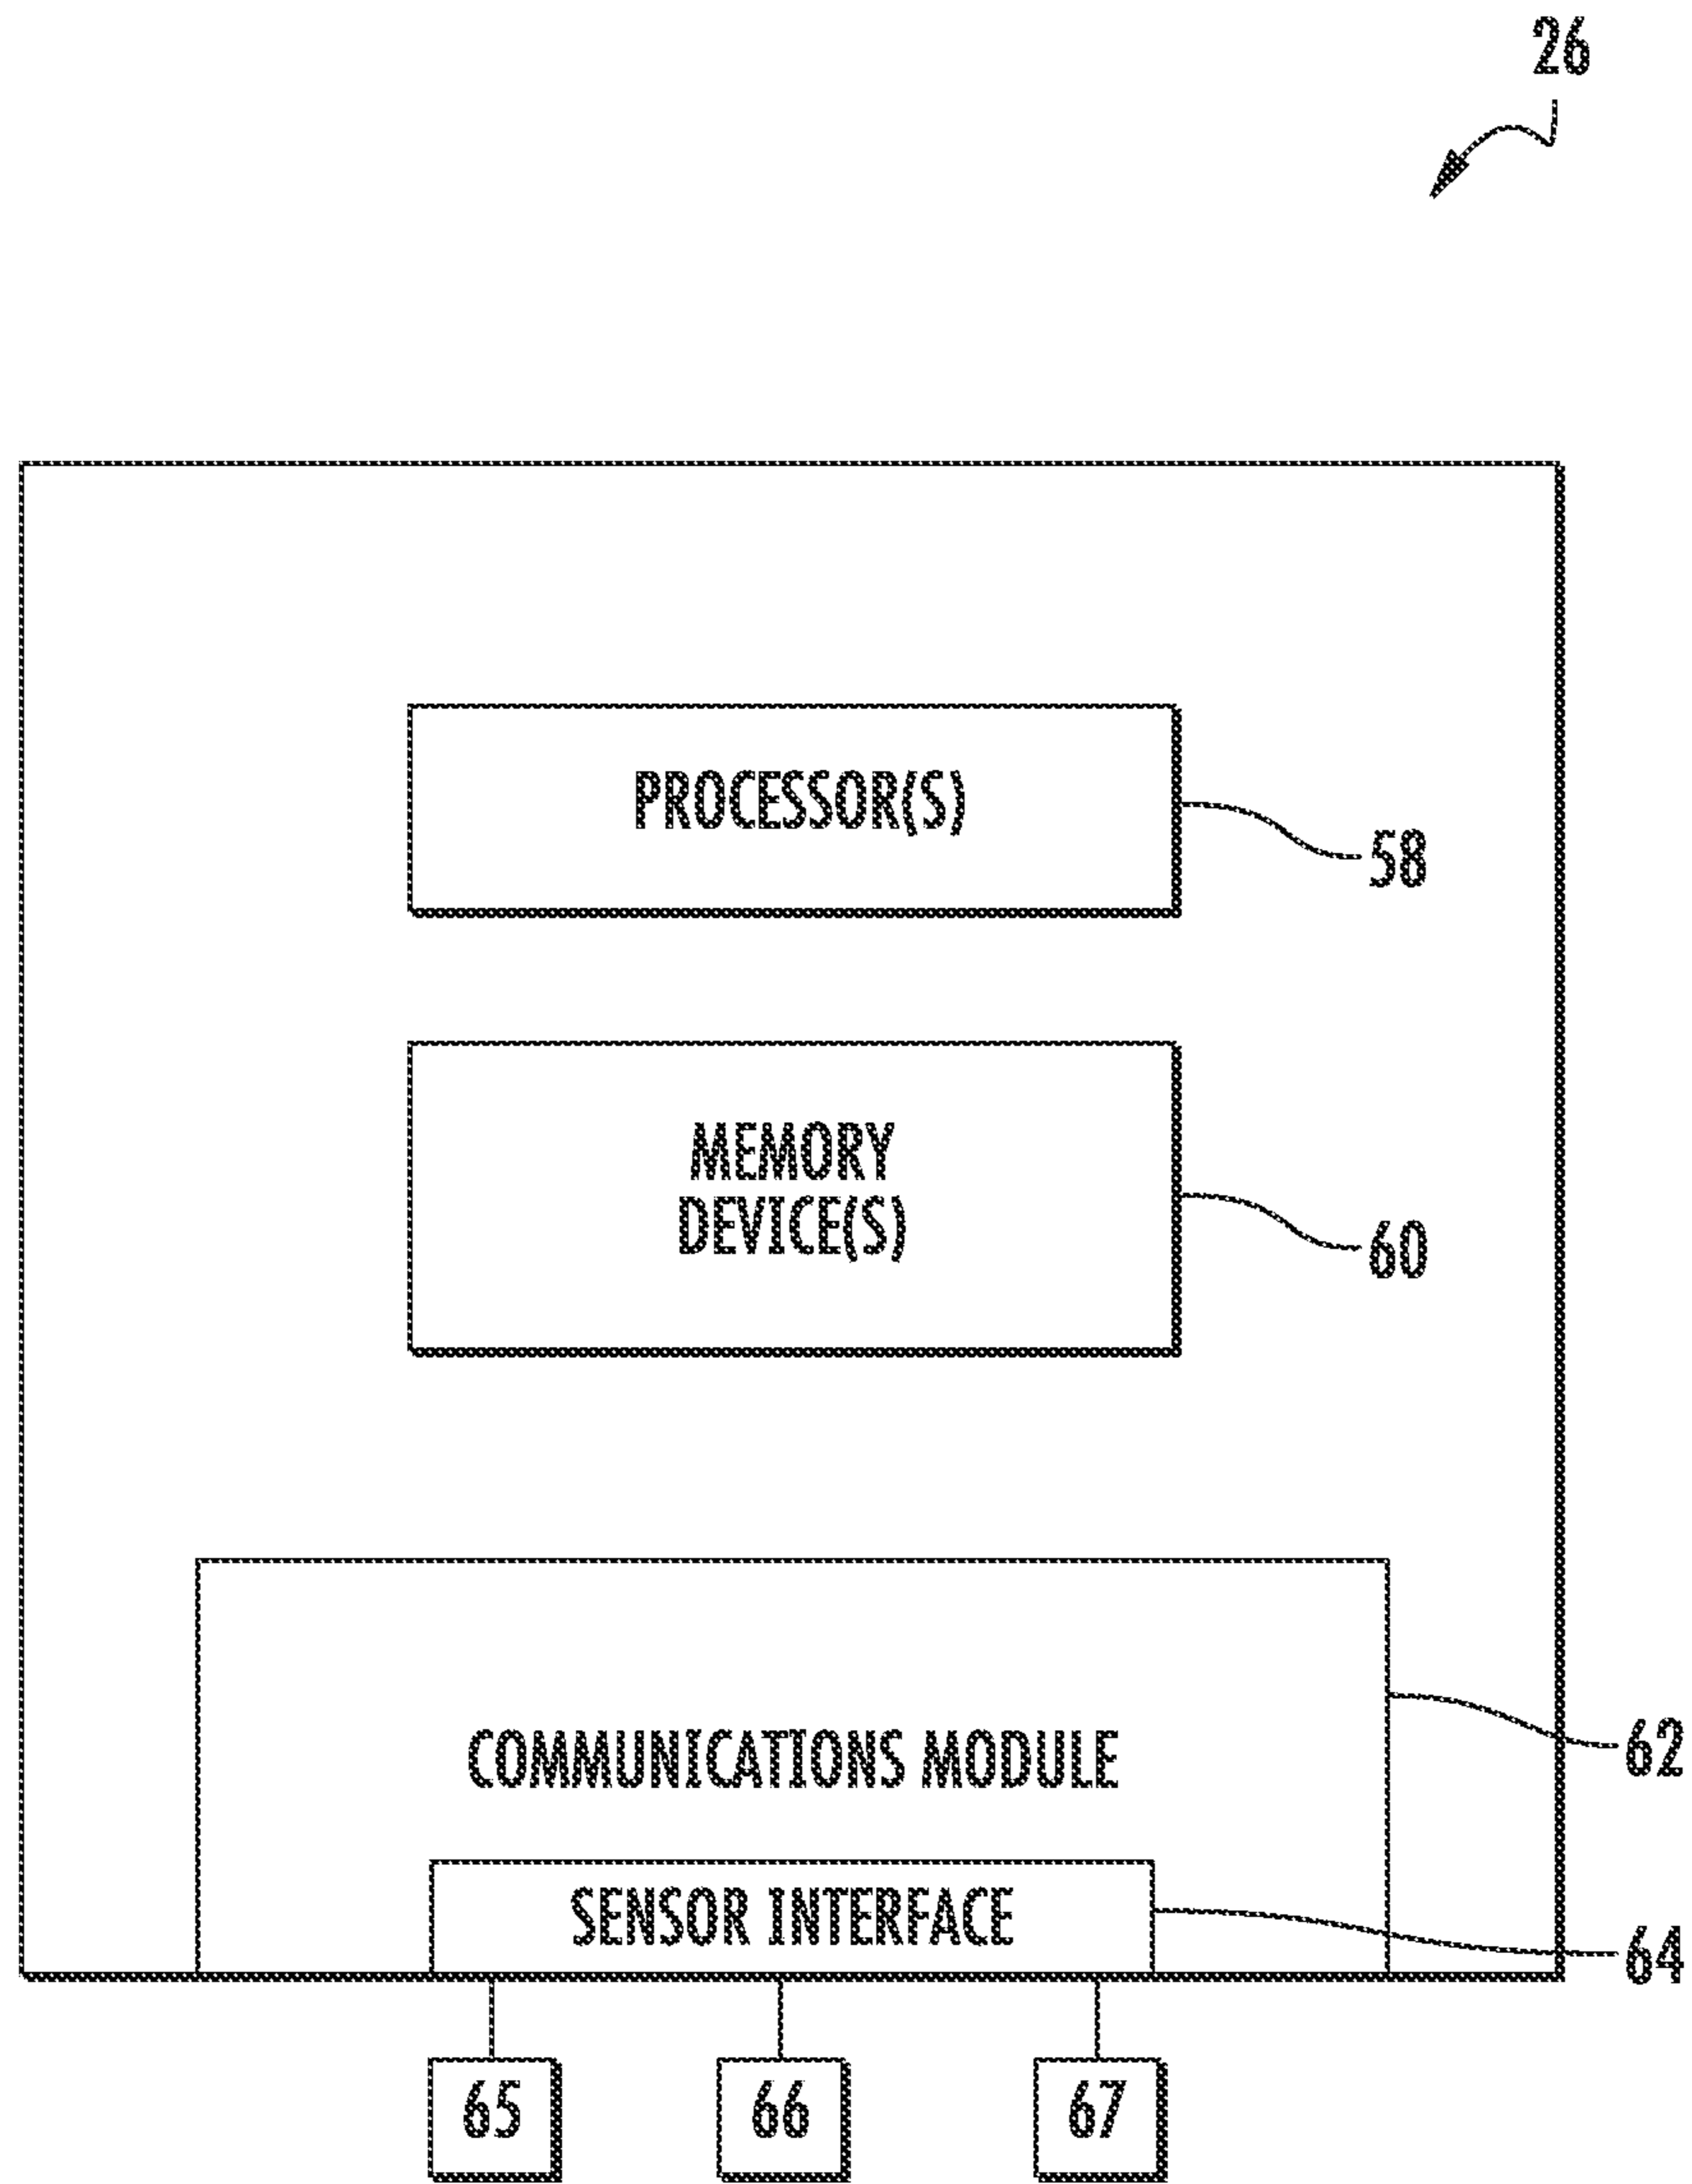 26
PROCESSOR(S)
58
MEMORY
DEVICE(S)
60
COMMUNICATIONS MODULE
62
SENSOR INTERFACE
64
65 66 67